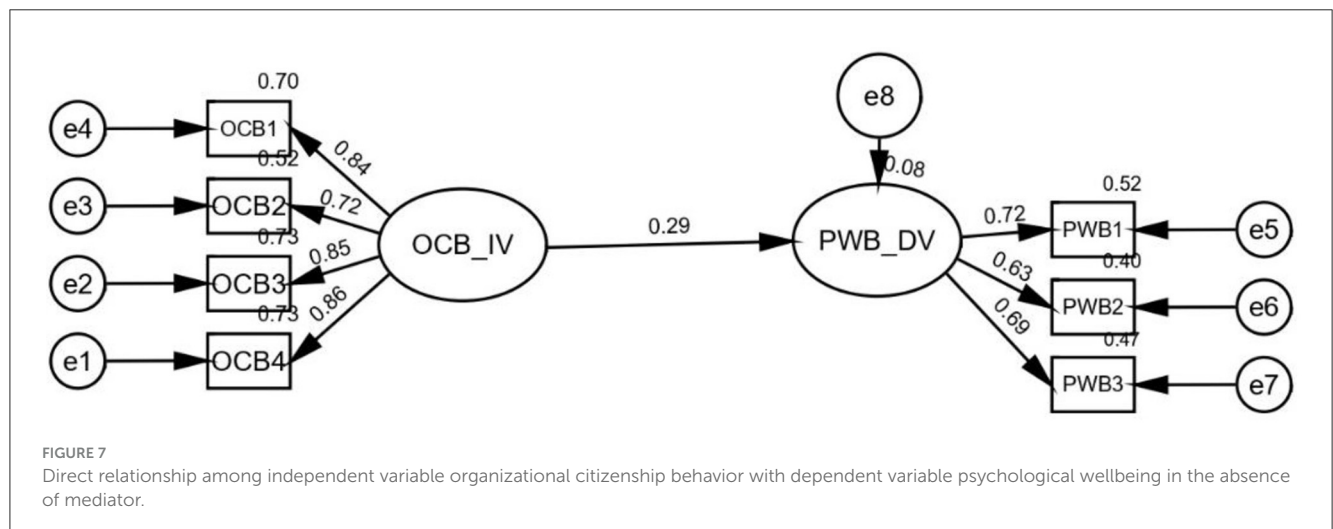 0.70
e4 OCB1 0.84
0.52
e3 OCB2 0.72
0.73
e2 OCB3 0.85
0.73
e1 OCB4 0.86
OCB_IV
0.29
e8
0.08
PWB_DV
0.52
0.72 PWB1 e5
0.40
0.63 PWB2 e6
0.47
0.69 PWB3 e7
FIGURE 7
Direct relationship among independent variable organizational citizenship behavior with dependent variable psychological wellbeing in the absence
of mediator.